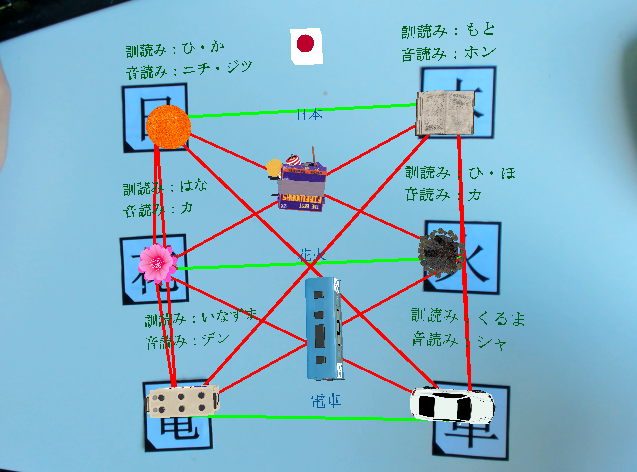 訓読み：ひ・か
音読み：ニチ・ジツ
訓読み：もと
音読み：ホン
日本
訓読み：はな
音読み：カ
訓読み：ひ・ほ
音読み：カ
花火
火
訓読み：いなずま
音読み：デン
訓読み：くるま
音読み：シャ
電車
電
車